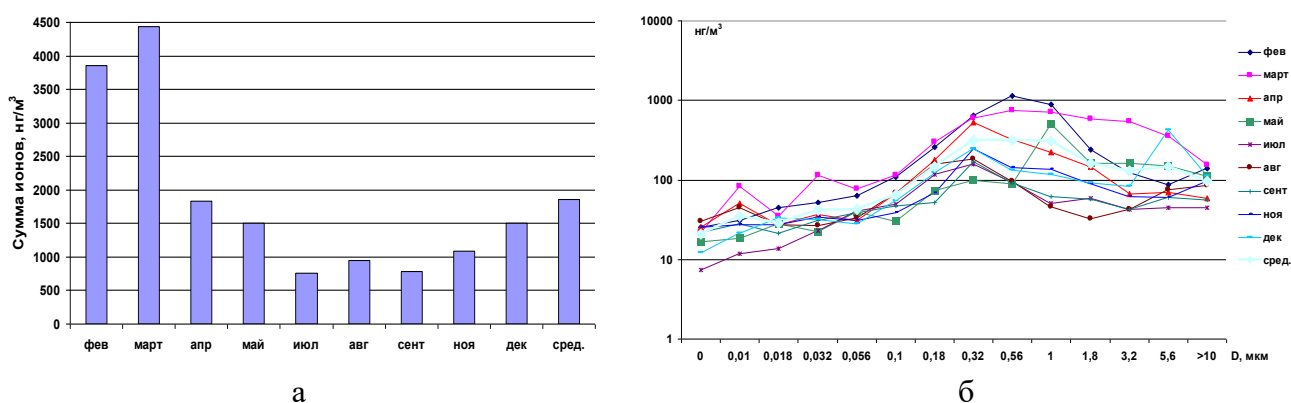 4500
4000
3500
3000
2500
2000
1500
1000
500
0
Сумма ионов, нг/м³
фев март апр май июл авг сент ноя дек сред.
а
10000
1000
100
10
1
нг/м³
0 0,01 0,018 0,032 0,056 0,1 0,18 0,32 0,56 1 1,8 3,2 5,6 >10 D, мкм
фев
март
апр
май
июл
авг
сент
ноя
дек
сред.
б